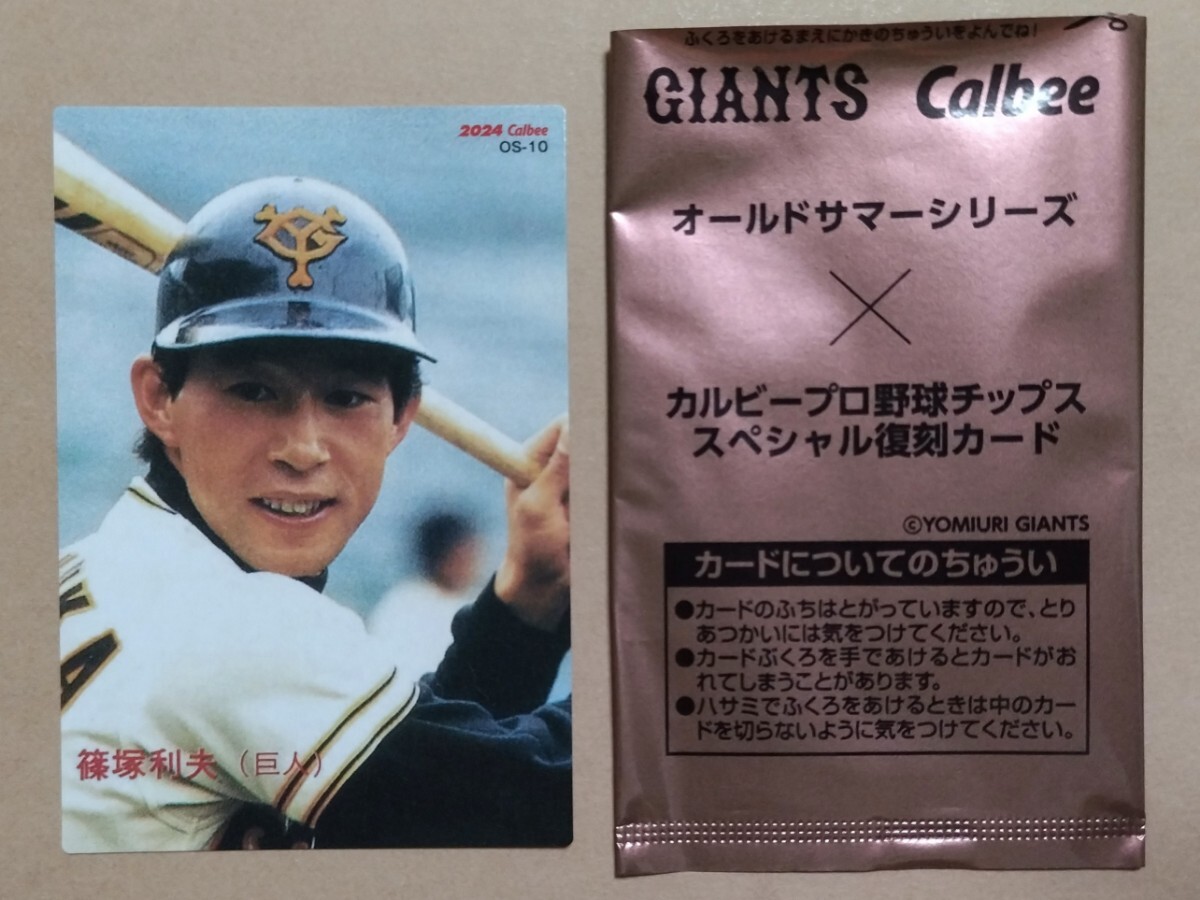 2024 Calbee
OS-10
篠塚利夫 (巨人)
ふくろをあけるまえにかきのちゅういをよんでね!
GIANTS Calbee
オールドサマーシリーズ
×
カルビープロ野球チップス
スペシャル復刻カード
©YOMIURI GIANTS
カードについてのちゅうい
●カードのふちはとがっていますので、とり
あつかいには気をつけてください。
●カードぶくろを手であけるとカードがお
れてしまうことがあります。
●ハサミでふくろをあけるときは中のカー
ドを切らないように気をつけてください。